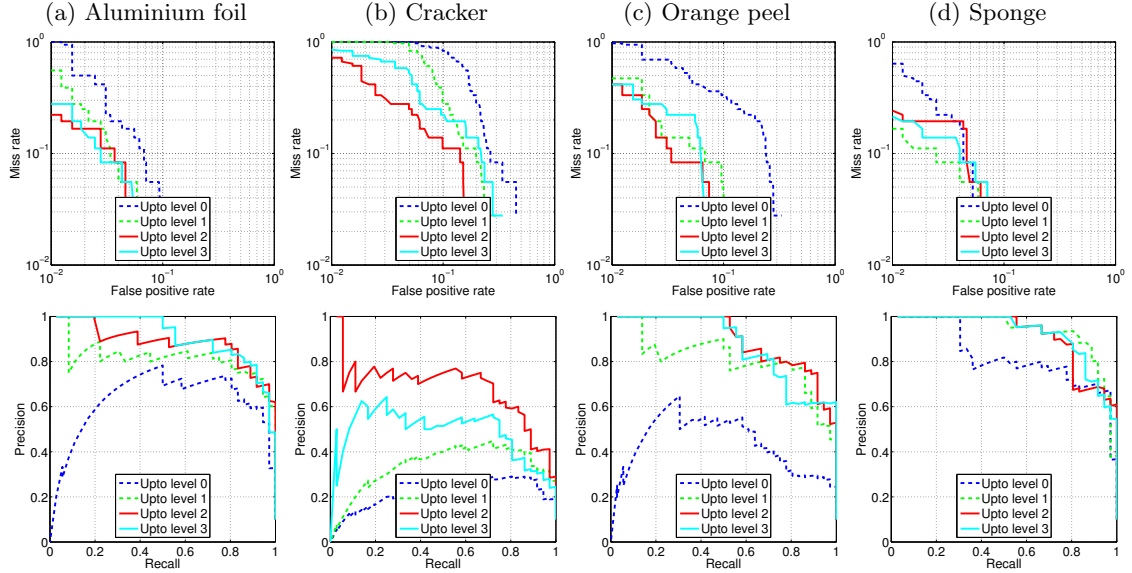 (a) Aluminium foil
(b) Cracker
(c) Orange peel
(d) Sponge
10^0
10^-1
10^-2
Miss rate
Upto level 0
Upto level 1
Upto level 2
Upto level 3
10^-2
10^-1
10^0
False positive rate
10^0
10^-1
10^-2
Miss rate
Upto level 0
Upto level 1
Upto level 2
Upto level 3
10^-2
10^-1
10^0
False positive rate
10^0
10^-1
10^-2
Miss rate
Upto level 0
Upto level 1
Upto level 2
Upto level 3
10^-2
10^-1
10^0
False positive rate
10^0
10^-1
10^-2
Miss rate
Upto level 0
Upto level 1
Upto level 2
Upto level 3
10^-2
10^-1
10^0
False positive rate
1
0.8
0.6
0.4
0.2
0
Precision
Upto level 0
Upto level 1
Upto level 2
Upto level 3
0 0.2 0.4 0.6 0.8 1
Recall
1
0.8
0.6
0.4
0.2
0
Precision
Upto level 0
Upto level 1
Upto level 2
Upto level 3
0 0.2 0.4 0.6 0.8 1
Recall
1
0.8
0.6
0.4
0.2
0
Precision
Upto level 0
Upto level 1
Upto level 2
Upto level 3
0 0.2 0.4 0.6 0.8 1
Recall
1
0.8
0.6
0.4
0.2
0
Precision
Upto level 0
Upto level 1
Upto level 2
Upto level 3
0 0.2 0.4 0.6 0.8 1
Recall